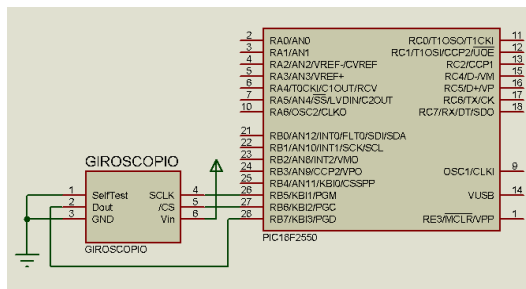 2 RA0/AN0 RC0/T1OSO/T1CKI 11
3 RA1/AN1 RC1/T1OSI/CCP2/UOE 12
4 RA2/AN2/VREF-/CVREF RC2/CCP1 13
5 RA3/AN3/VREF+ RC4/D-/VM 15
6 RA4/T0CKI/C1OUT/RCV RC5/D+/VP 16
7 RA5/AN4/SS/LVDIN/C2OUT RC6/TX/CK 17
10 RA6/OSC2/CLKO RC7/RX/DT/SDO 18
21 RB0/AN12/INT0/FLT0/SDI/SDA
22 RB1/AN10/INT1/SCK/SCL
23 RB2/AN8/INT2/VMO
24 RB3/AN9/CCP2/VPO OSC1/CLKI 9
25 RB4/AN11/KBI0/CSSPP
26 RB5/KBI1/PGM VUSB 14
27 RB6/KBI2/PGC
28 RB7/KBI3/PGD RE3/MCLR/VPP 1
PIC18F2550
GIROSCOPIO
1 SelfTest SCLK 4
2 Dout /CS 5
3 GND Vin 6
GIROSCOPIO